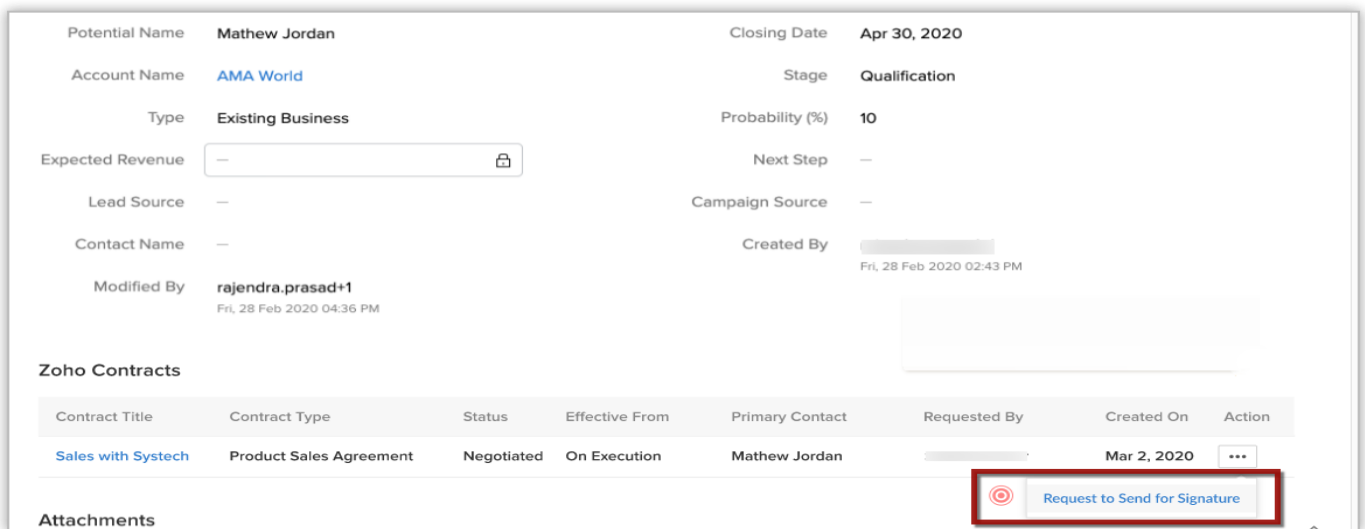 Potential Name Mathew Jordan Closing Date Apr 30, 2020
Account Name AMA World Stage Qualification
Type Existing Business Probability (%) 10
Expected Revenue — Next Step —
Lead Source — Campaign Source —
Contact Name — Created By
Fri, 28 Feb 2020 02:43 PM
Modified By rajendra.prasad+1
Fri, 28 Feb 2020 04:36 PM
Zoho Contracts
Contract Title Contract Type Status Effective From Primary Contact Requested By Created On Action
Sales with Systech Product Sales Agreement Negotiated On Execution Mathew Jordan Mar 2, 2020 •••
Request to Send for Signature
Attachments